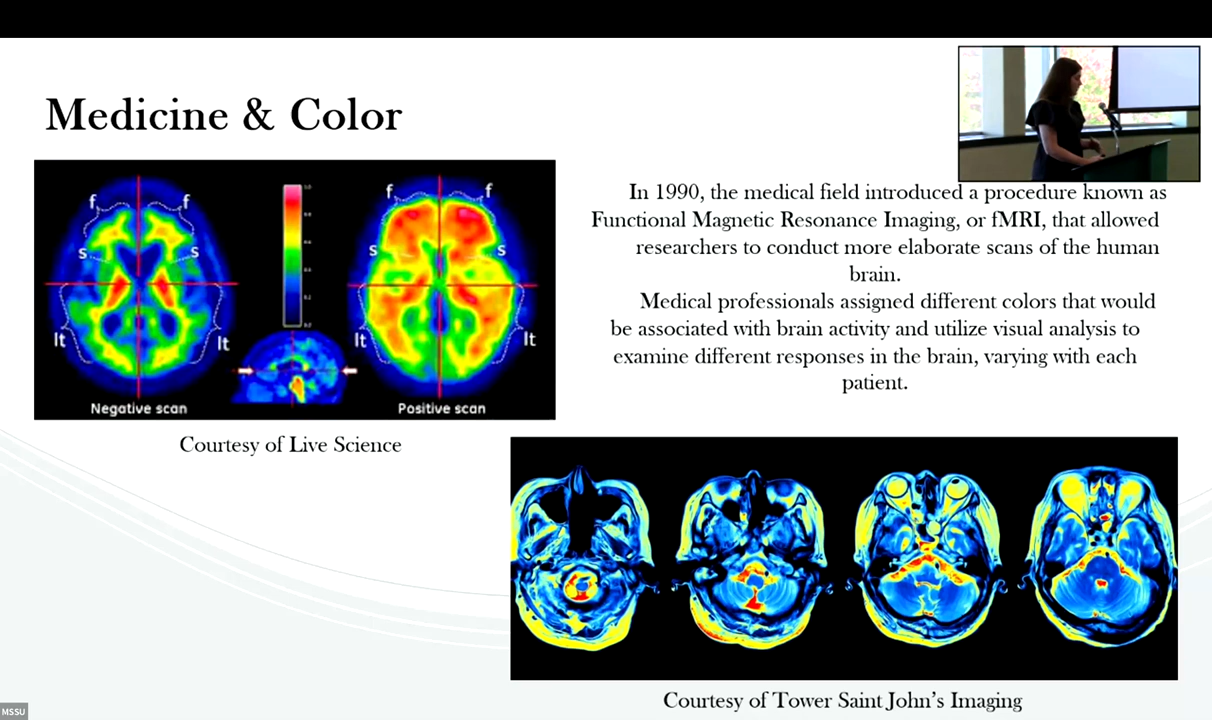 Medicine & Color
f
f
f
f
s
s
s
s
lt
lt
lt
lt
Negative scan
Positive scan
Courtesy of Live Science
In 1990, the medical field introduced a procedure known as
Functional Magnetic Resonance Imaging, or fMRI, that allowed
researchers to conduct more elaborate scans of the human
brain.
Medical professionals assigned different colors that would
be associated with brain activity and utilize visual analysis to
examine different responses in the brain, varying with each
patient.
Courtesy of Tower Saint John's Imaging
MSSU